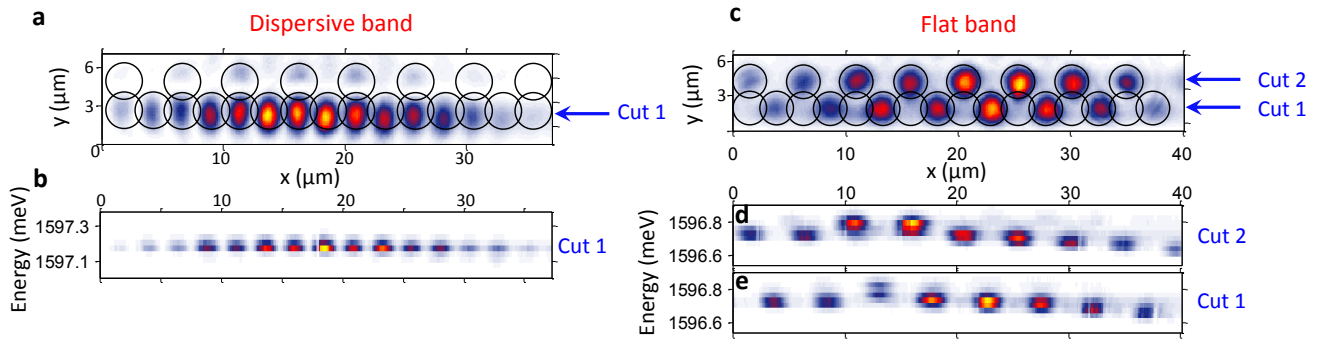 a
Dispersive band
6
3
0
y (µm)
Cut 1
10
20
30
x (µm)
b
0
10
20
30
Energy (meV)
1597.3
1597.1
Cut 1
c
Flat band
6
3
0
y (µm)
Cut 2
Cut 1
0
10
20
30
40
x (µm)
0
10
20
30
40
d
Energy (meV)
1596.8
1596.6
Cut 2
e
1596.8
1596.6
Cut 1